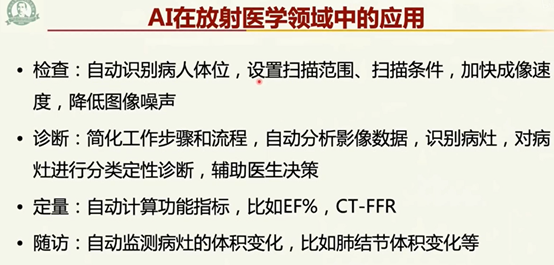 AI在放射医学领域中的应用
• 检查：自动识别病人体位，设置扫描范围、扫描条件，加快成像速
度，降低图像噪声
• 诊断：简化工作步骤和流程，自动分析影像数据，识别病灶，对病
灶进行分类定性诊断，辅助医生决策
• 定量：自动计算功能指标，比如EF%，CT-FFR
• 随访：自动监测病灶的体积变化，比如肺结节体积变化等